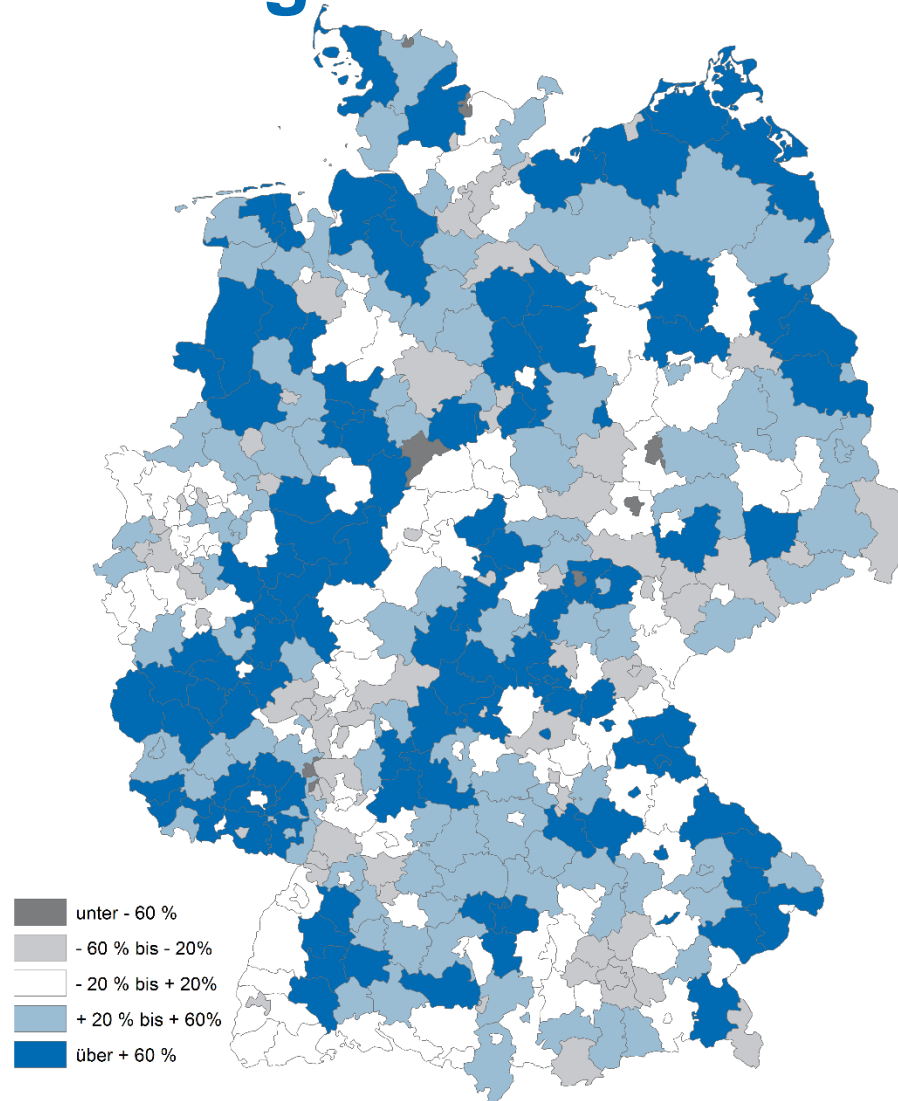 unter - 60 %
- 60 % bis - 20%
- 20 % bis + 20%
+ 20 % bis + 60%
über + 60 %